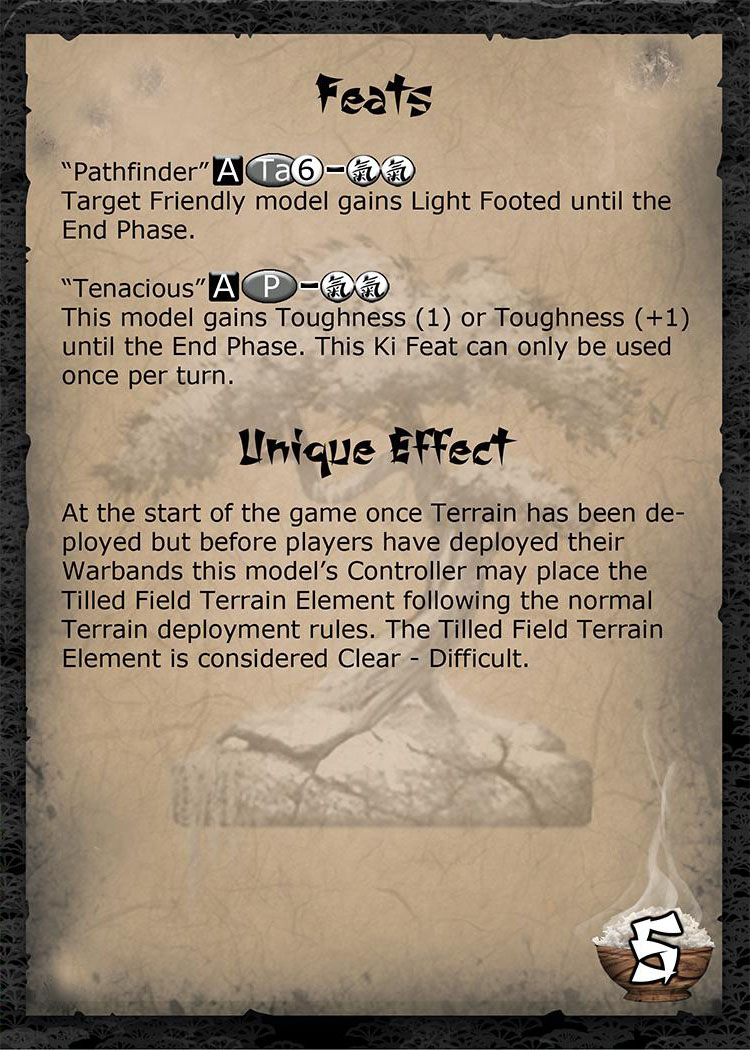 Feats
“Pathfinder” A Ta 6 – 氣 氣
Target Friendly model gains Light Footed until the
End Phase.
“Tenacious” A P – 氣 氣
This model gains Toughness (1) or Toughness (+1)
until the End Phase. This Ki Feat can only be used
once per turn.
Unique Effect
At the start of the game once Terrain has been de-
ployed but before players have deployed their
Warbands this model’s Controller may place the
Tilled Field Terrain Element following the normal
Terrain deployment rules. The Tilled Field Terrain
Element is considered Clear - Difficult.
5